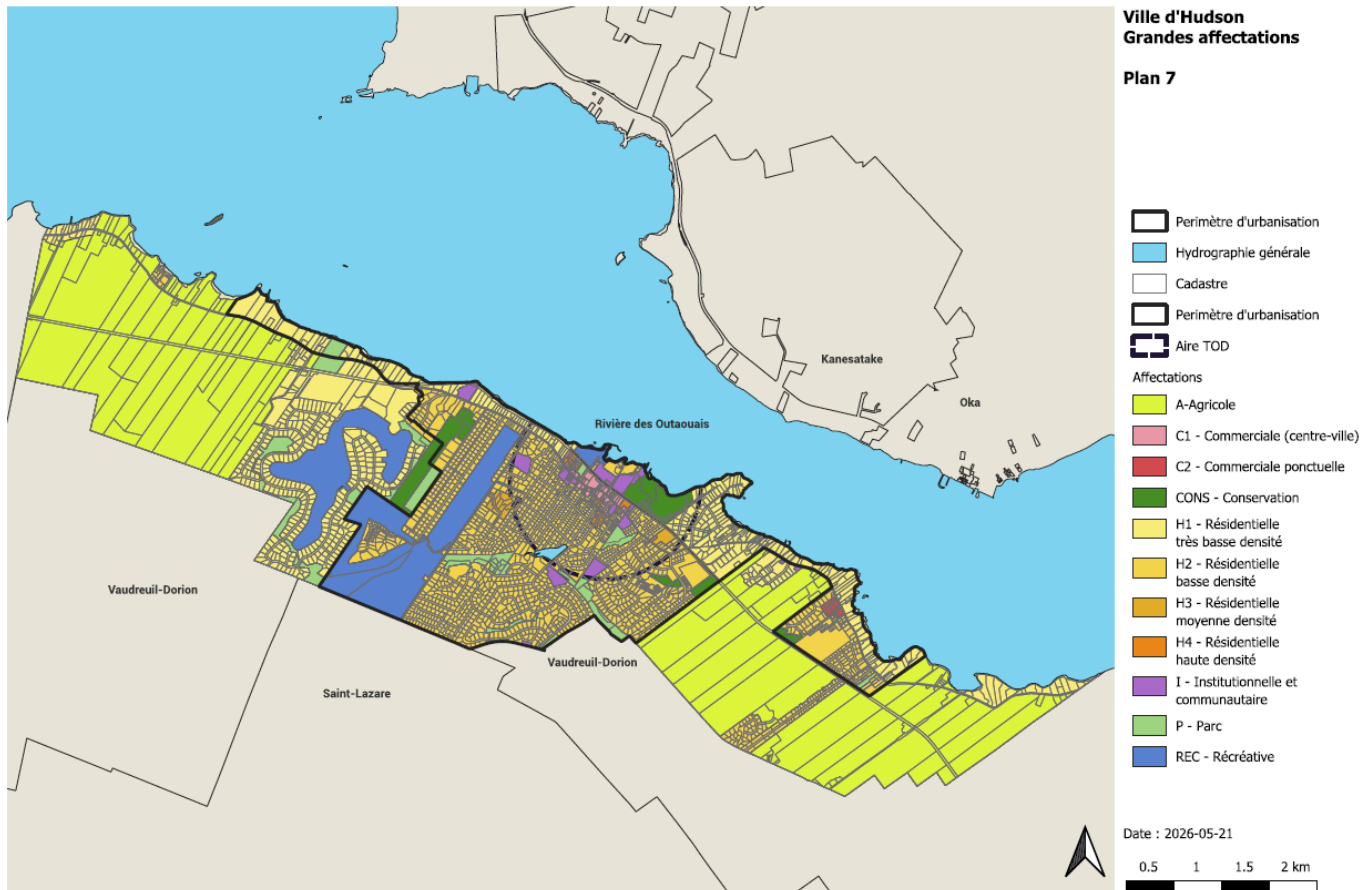 Ville d'Hudson
Grandes affectations
Plan 7
Perimètre d'urbanisation
Hydrographie générale
Cadastre
Perimètre d'urbanisation
Aire TOD
Affectations
A-Agricole
C1 - Commerciale (centre-ville)
C2 - Commerciale ponctuelle
CONS - Conservation
H1 - Résidentielle
très basse densité
H2 - Résidentielle
basse densité
H3 - Résidentielle
moyenne densité
H4 - Résidentielle
haute densité
I - Institutionnelle et
communautaire
P - Parc
REC - Récréative
Date : 2026-05-21
0.5 1 1.5 2 km
Kanesatake
Oka
Rivière des Outaouais
Vaudreuil-Dorion
Vaudreuil-Dorion
Saint-Lazare